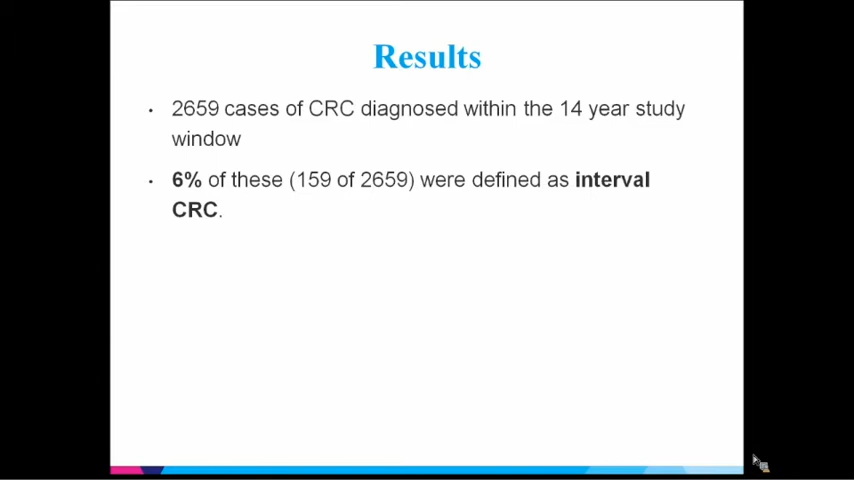 Results
• 2659 cases of CRC diagnosed within the 14 year study
window
• 6% of these (159 of 2659) were defined as interval
CRC.